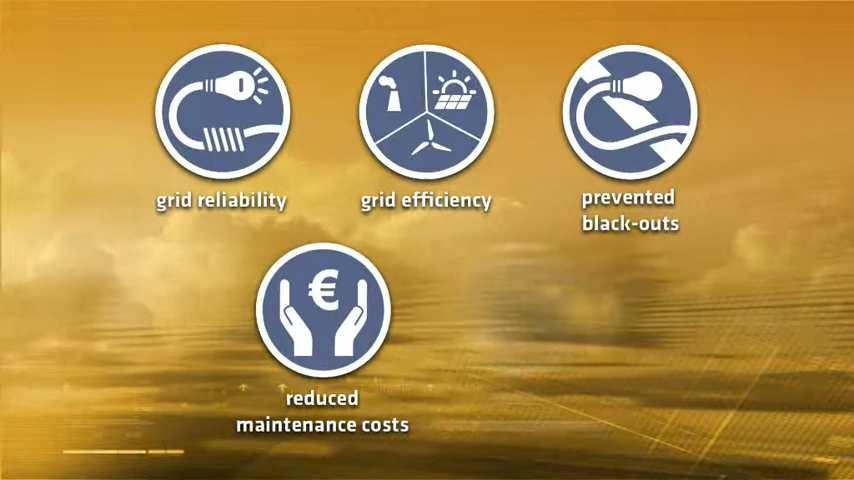 grid reliability
grid efficiency
prevented
black-outs
€
reduced
maintenance costs